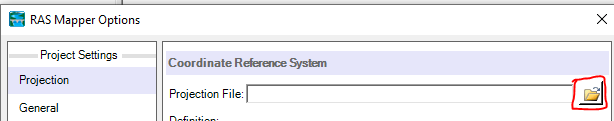 RAS Mapper Options
Project Settings
Projection
General
Coordinate Reference System
Projection File:
Definition: